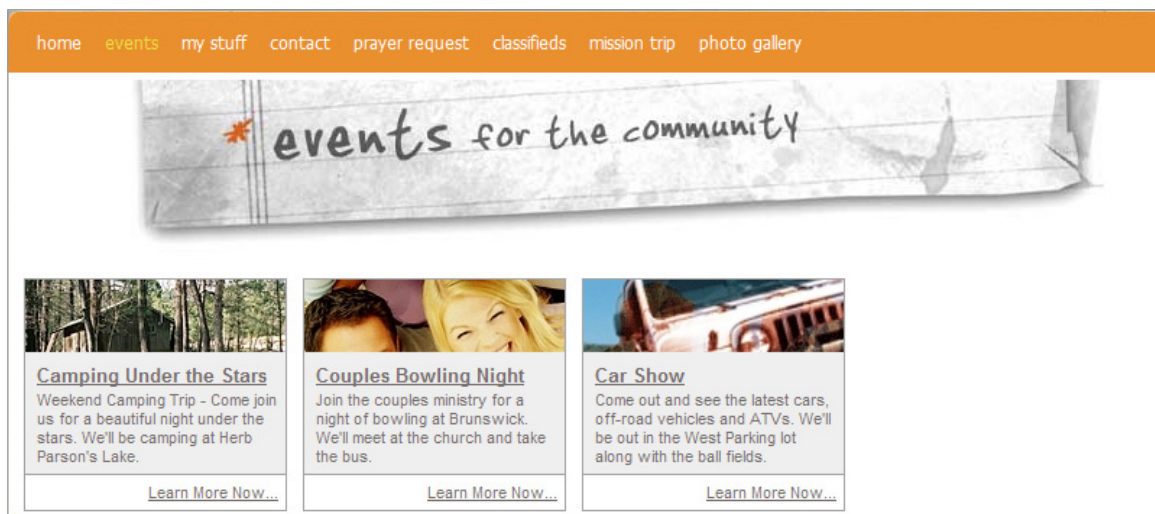 home events my stuff contact prayer request classifieds mission trip photo gallery
* events for the community
Camping Under the Stars
Weekend Camping Trip - Come join
us for a beautiful night under the
stars. We'll be camping at Herb
Parson's Lake.
Learn More Now...
Couples Bowling Night
Join the couples ministry for a
night of bowling at Brunswick.
We'll meet at the church and take
the bus.
Learn More Now...
Car Show
Come out and see the latest cars,
off-road vehicles and ATVs. We'll
be out in the West Parking lot
along with the ball fields.
Learn More Now...